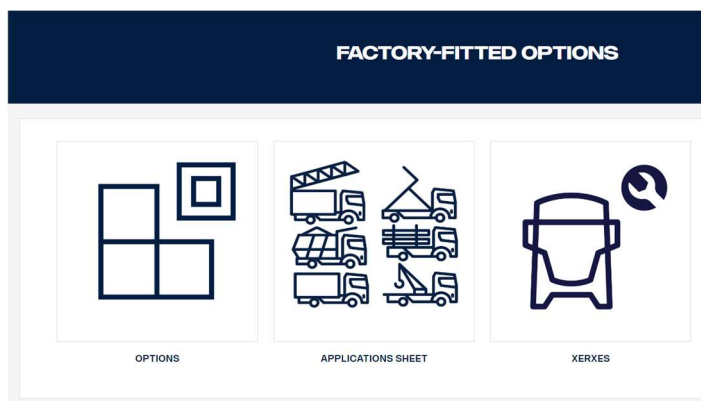 FACTORY-FITTED OPTIONS
OPTIONS
APPLICATIONS SHEET
XERXES